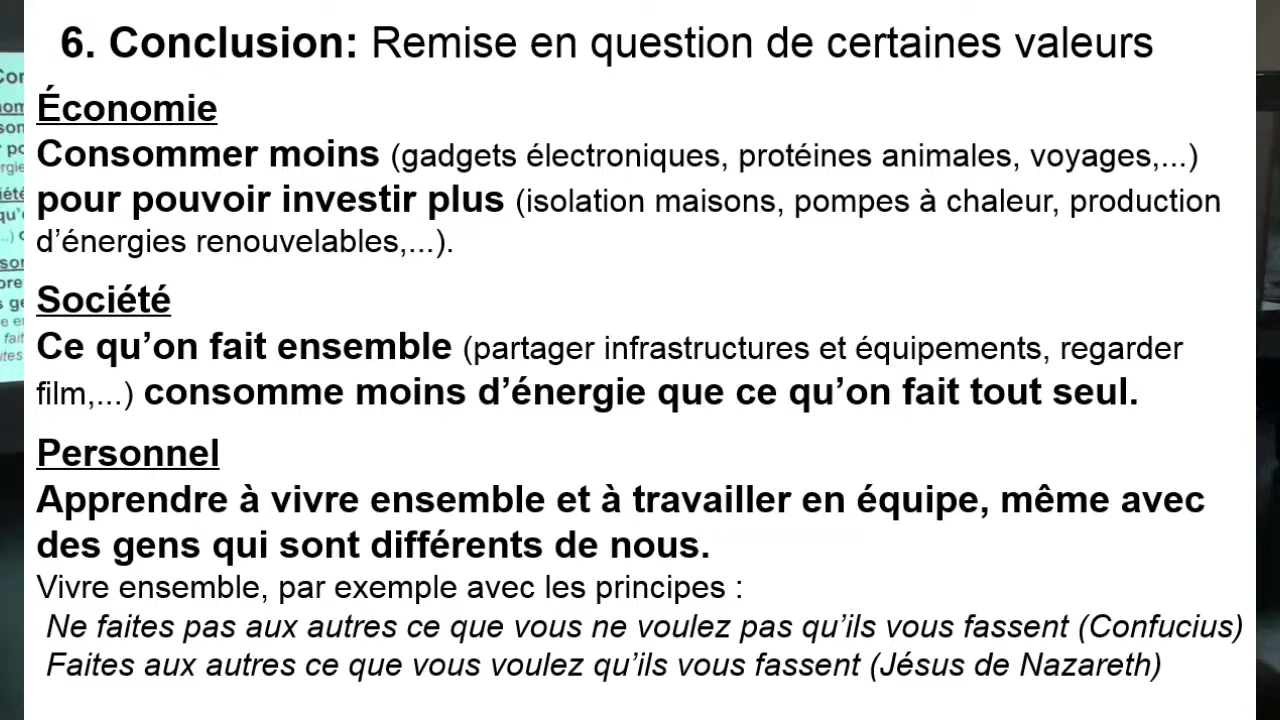 6. Conclusion: Remise en question de certaines valeurs
Économie
Consommer moins (gadgets électroniques, protéines animales, voyages,...)
pour pouvoir investir plus (isolation maisons, pompes à chaleur, production
d’énergies renouvelables,...).
Société
Ce qu’on fait ensemble (partager infrastructures et équipements, regarder
film,...) consomme moins d’énergie que ce qu’on fait tout seul.
Personnel
Apprendre à vivre ensemble et à travailler en équipe, même avec
des gens qui sont différents de nous.
Vivre ensemble, par exemple avec les principes :
Ne faites pas aux autres ce que vous ne voulez pas qu’ils vous fassent (Confucius)
Faites aux autres ce que vous voulez qu’ils vous fassent (Jésus de Nazareth)